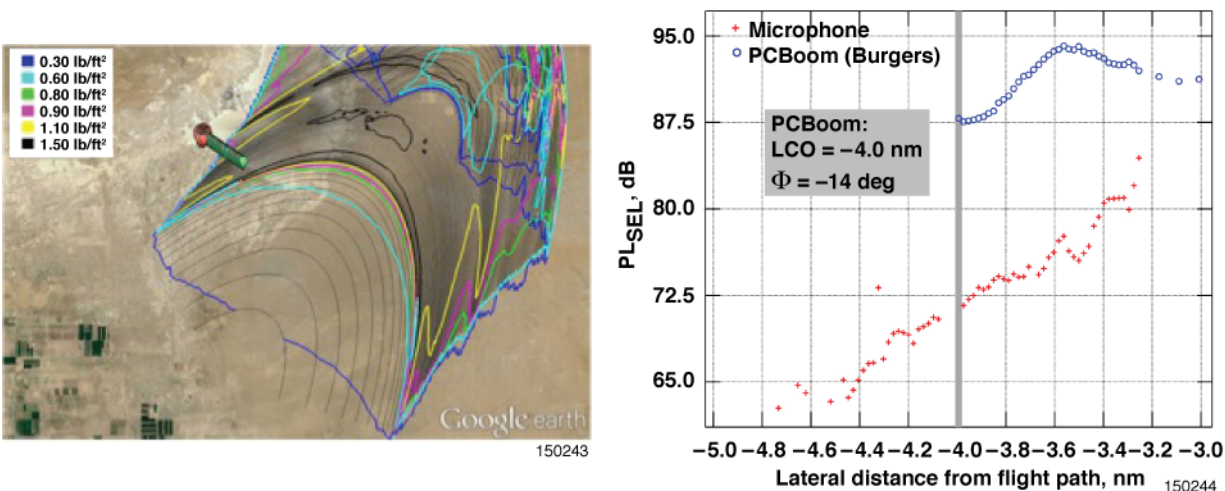 0.30 lb/ft²
0.60 lb/ft²
0.80 lb/ft²
0.90 lb/ft²
1.10 lb/ft²
1.50 lb/ft²
Google earth
150243
Microphone
PCBoom (Burgers)
PCBoom:
LCO = −4.0 nm
Φ = −14 deg
PLSEL, dB
95.0
87.5
80.0
72.5
65.0
−5.0 −4.8 −4.6 −4.4 −4.2 −4.0 −3.8 −3.6 −3.4 −3.2 −3.0
Lateral distance from flight path, nm
150244